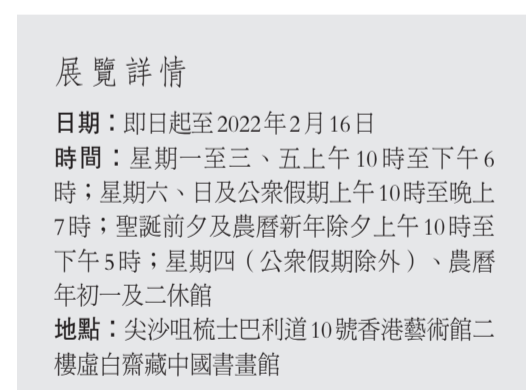 展覽詳情
日期：即日起至2022年2月16日
時間：星期一至三、五上午10時至下午6
時；星期六、日及公眾假期上午10時至晚上
7時；聖誕前夕及農曆新年除夕上午10時至
下午5時；星期四（公眾假期除外）、農曆
年初一及二休館
地點：尖沙咀梳士巴利道10號香港藝術館二
樓虛白齋藏中國書畫館